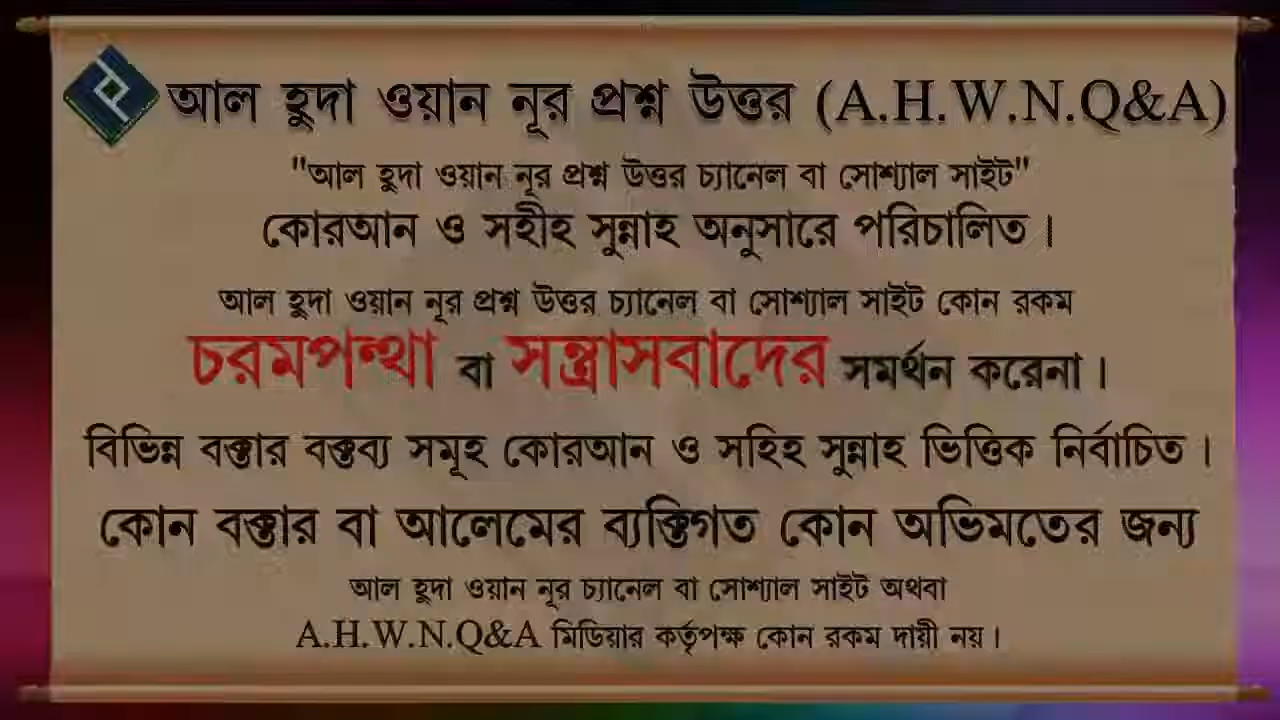 আল হুদা ওয়ান নূর প্রশ্ন উত্তর (A.H.W.N.Q&A)
"আল হুদা ওয়ান নূর প্রশ্ন উত্তর চ্যানেল বা সোশ্যাল সাইট"
কোরআন ও সহীহ সুন্নাহ অনুসারে পরিচালিত।
আল হুদা ওয়ান নূর প্রশ্ন উত্তর চ্যানেল বা সোশ্যাল সাইট কোন রকম
চরমপন্থা বা সন্ত্রাসবাদের সমর্থন করেনা।
বিভিন্ন বক্তার বক্তব্য সমূহ কোরআন ও সহিহ সুন্নাহ ভিত্তিক নির্বাচিত।
কোন বক্তার বা আলেমের ব্যক্তিগত কোন অভিমতের জন্য
আল হুদা ওয়ান নূর চ্যানেল বা সোশ্যাল সাইট অথবা
A.H.W.N.Q&A মিডিয়ার কর্তৃপক্ষ কোন রকম দায়ী নয়।